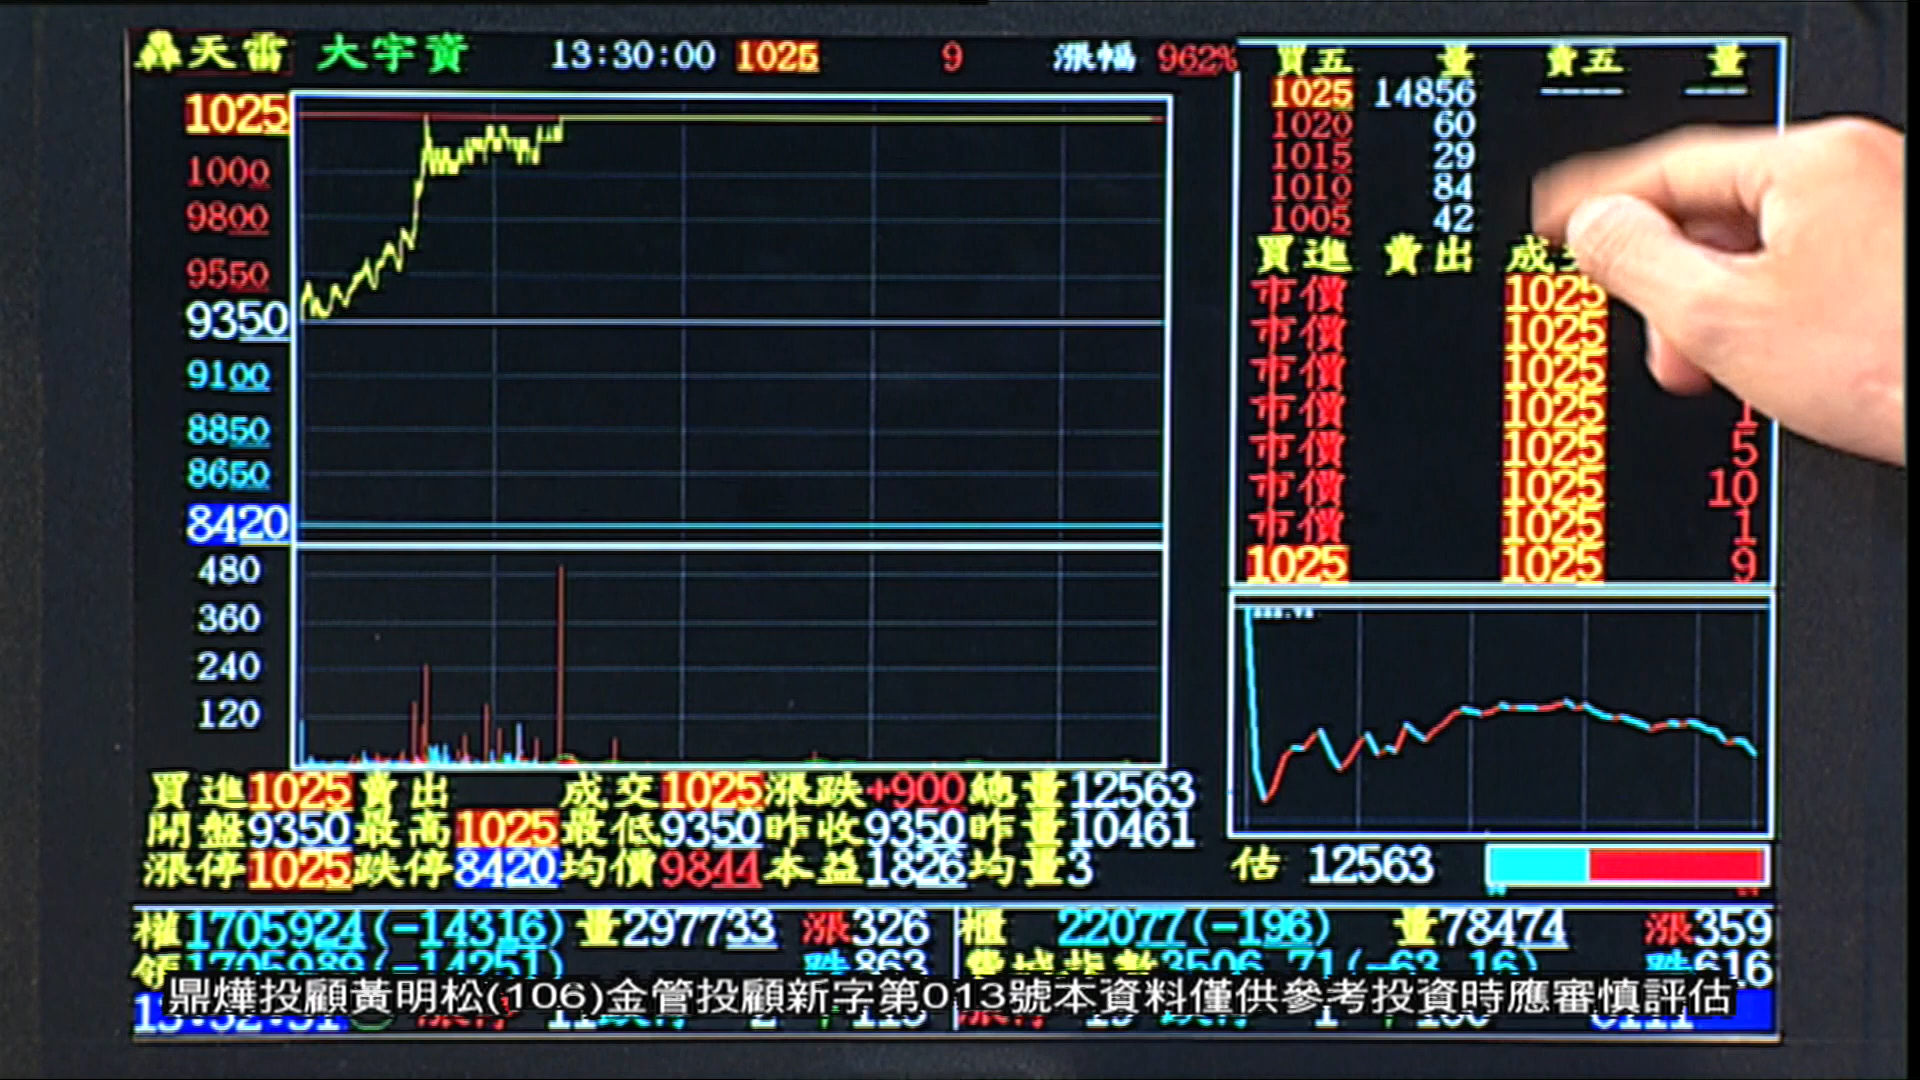 轟天雷 大宇資 13:30:00 1025 9 漲幅 962%
買五 量 賣五 量
1025 14856 ---- ---
1020 60
1015 29
1010 84
1005 42
買進 賣出
市價 1025
市價 1025
市價 1025
市價 1025 1
市價 1025 5
市價 1025 10
市價 1025 1
1025 1025 9
1025
1000
9800
9550
9350
9100
8850
8650
8420
480
360
240
120
買進1025賣出 成交1025漲跌+900總量12563
開盤9350最高1025最低9350昨收9350昨量10461
漲停1025跌停8420均價9844本益1826均量3
估 12563
權1705924(-14316)量297733 漲326
櫃 22077(-196) 量78474 漲359
鼎燁投顧黃明松(106)金管投顧新字第013號本資料僅供參考投資時應審慎評估